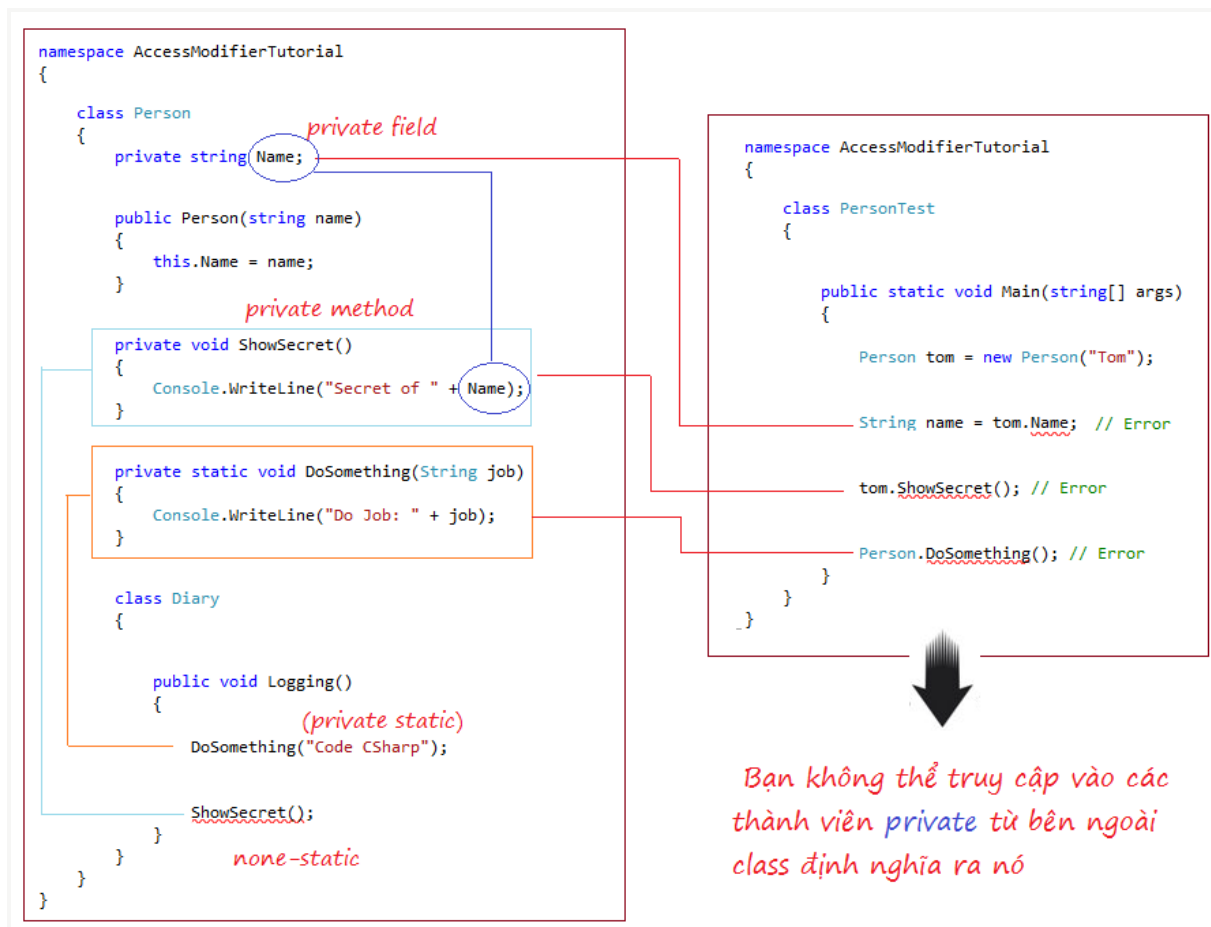 namespace AccessModifierTutorial
{
class Person
{
private field
private string Name;
public Person(string name)
{
this.Name = name;
}
private method
private void ShowSecret()
{
Console.WriteLine("Secret of " + Name);
}
private static void DoSomething(String job)
{
Console.WriteLine("Do Job: " + job);
}
class Diary
{
public void Logging()
{
(private static)
DoSomething("Code CSharp");
ShowSecret();
}
none-static
}
}
}
namespace AccessModifierTutorial
{
class PersonTest
{
public static void Main(string[] args)
{
Person tom = new Person("Tom");
String name = tom.Name; // Error
tom.ShowSecret(); // Error
Person.DoSomething(); // Error
}
}
}
Bạn không thể truy cập vào các
thành viên private từ bên ngoài
class định nghĩa ra nó